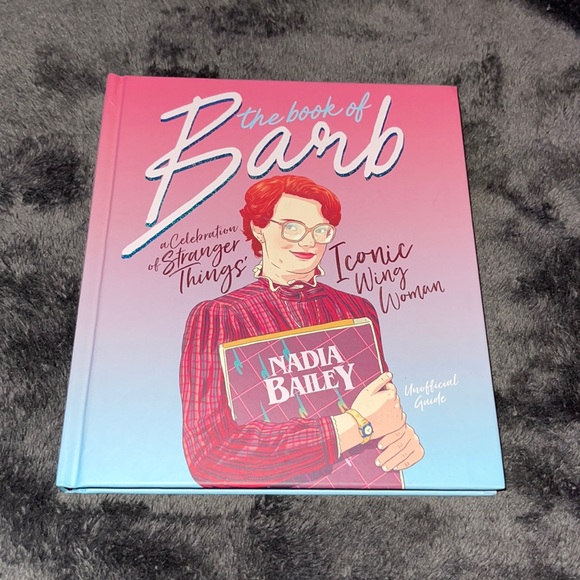 the book of
Barb
a Celebration
of Stranger
Things'
Iconic
Wing
Woman
NADIA
BAILEY
Unofficial
Guide